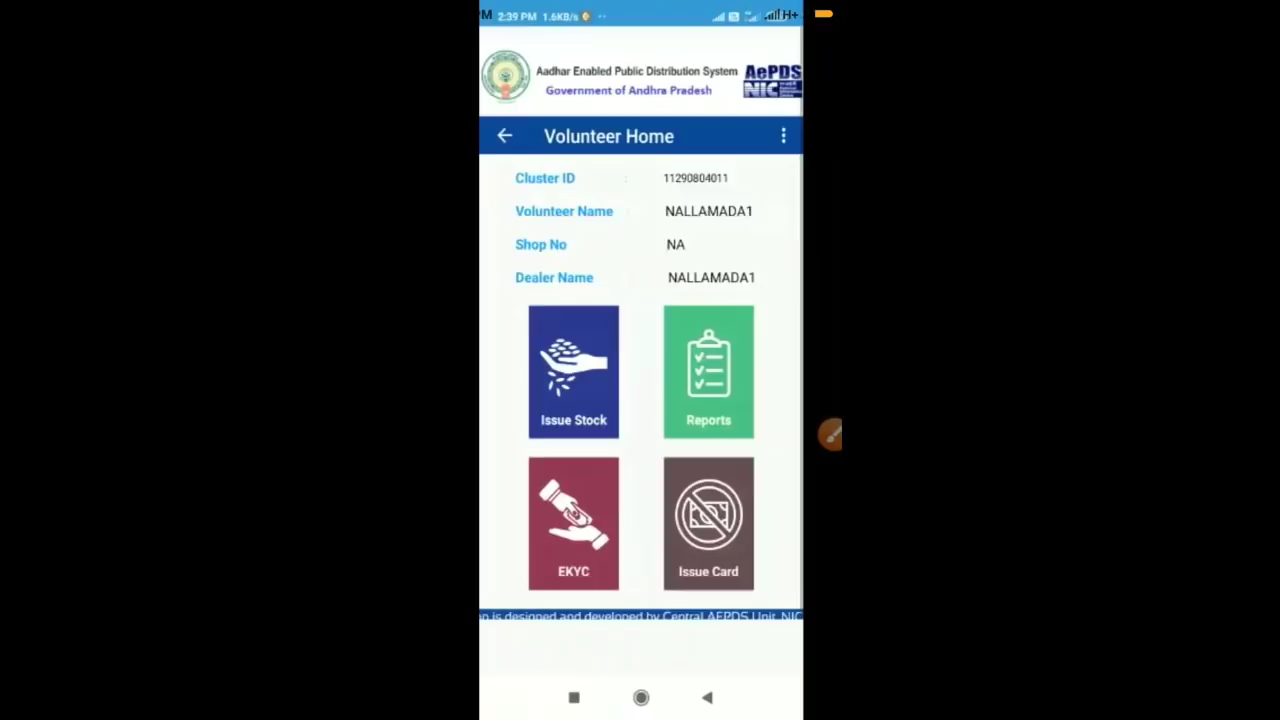 PM 2:39 PM 1.6KB/s H+
Aadhar Enabled Public Distribution System
Government of Andhra Pradesh
AePDS
NIC
← Volunteer Home
Cluster ID : 11290804011
Volunteer Name : NALLAMADA1
Shop No NA
Dealer Name : NALLAMADA1
Issue Stock Reports
EKYC Issue Card
p is designed and developed by Central AEPDS Unit, NIC